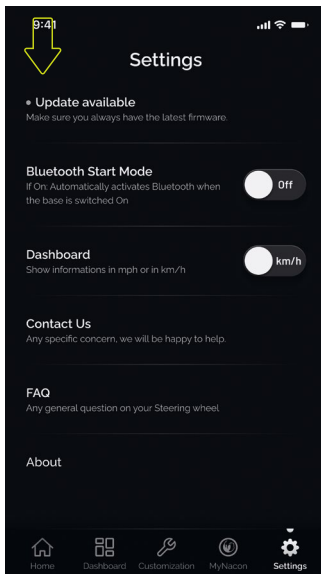 9:41
Settings
Update available
Make sure you always have the latest firmware.
Bluetooth Start Mode
If On: Automatically activates Bluetooth when
the base is switched On
Off
Dashboard
Show informations in mph or in km/h
km/h
Contact Us
Any specific concern, we will be happy to help.
FAQ
Any general question on your Steering wheel
About
Home
Dashboard
Customization
MyNacon
Settings